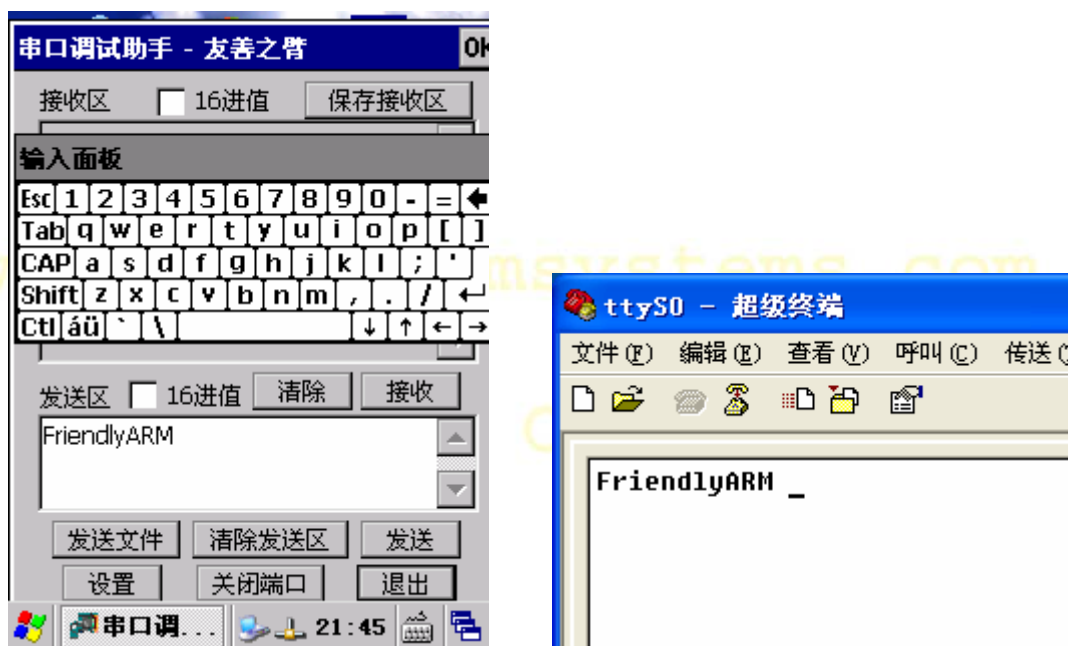 串口调试助手 - 友善之臂 OK
接收区 16进值 保存接收区
输入面板
Esc 1 2 3 4 5 6 7 8 9 0 - =
Tab q w e r t y u i o p [ ]
CAP a s d f g h j k l ; '
Shift z x c v b n m , . /
Ctl áü ` \ ↓ ↑ ← →
发送区 16进值 清除 接收
FriendlyARM
发送文件 清除发送区 发送
设置 关闭端口 退出
串口调... 21:45
msystems com
ttyS0 - 超级终端
文件(F) 编辑(E) 查看(V) 呼叫(C) 传送(
FriendlyARM _